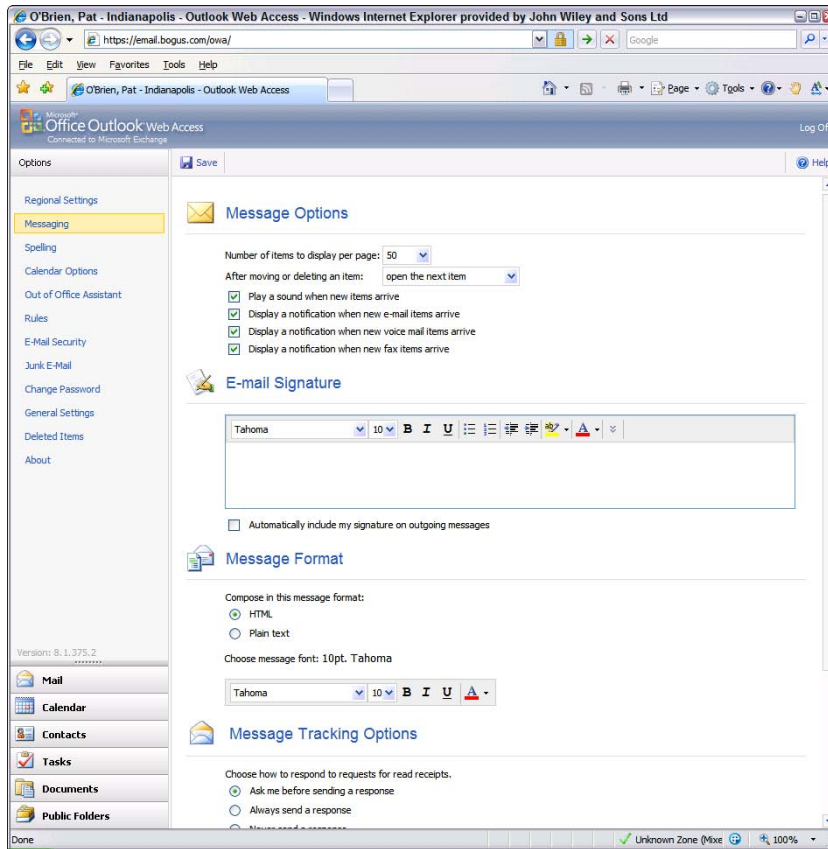 O'Brien, Pat - Indianapolis - Outlook Web Access - Windows Internet Explorer provided by John Wiley and Sons Ltd
https://email.bogus.com/owa/
Google
File Edit View Favorites Tools Help
O'Brien, Pat - Indianapolis - Outlook Web Access
Page Tools
Microsoft®
Office Outlook Web Access
Connected to Microsoft Exchange
Log Of
Options
Save
Help
Regional Settings
Messaging
Spelling
Calendar Options
Out of Office Assistant
Rules
E-Mail Security
Junk E-Mail
Change Password
General Settings
Deleted Items
About
Version: 8.1.375.2
Mail
Calendar
Contacts
Tasks
Documents
Public Folders
Message Options
Number of items to display per page: 50
After moving or deleting an item: open the next item
Play a sound when new items arrive
Display a notification when new e-mail items arrive
Display a notification when new voice mail items arrive
Display a notification when new fax items arrive
E-mail Signature
Tahoma 10 B I U ab A
Automatically include my signature on outgoing messages
Message Format
Compose in this message format:
HTML
Plain text
Choose message font: 10pt. Tahoma
Tahoma 10 B I U A
Message Tracking Options
Choose how to respond to requests for read receipts.
Ask me before sending a response
Always send a response
Never send a response
Done
Unknown Zone (Mixe
100%